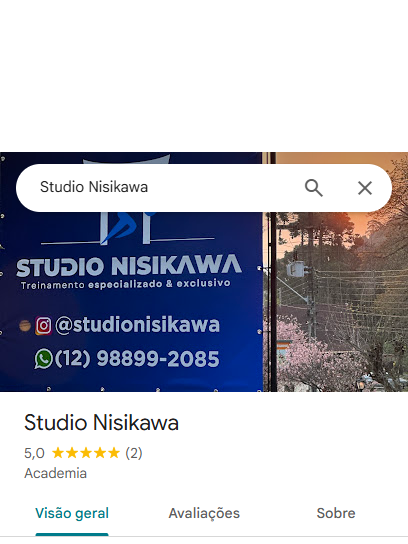 Studio Nisikawa
STUDIO NISIKAWA
Treinamento especializado & exclusivo
@studionisikawa
(12) 98899-2085
Studio Nisikawa
5,0 ★★★★★ (2)
Academia
Visão geral Avaliações Sobre